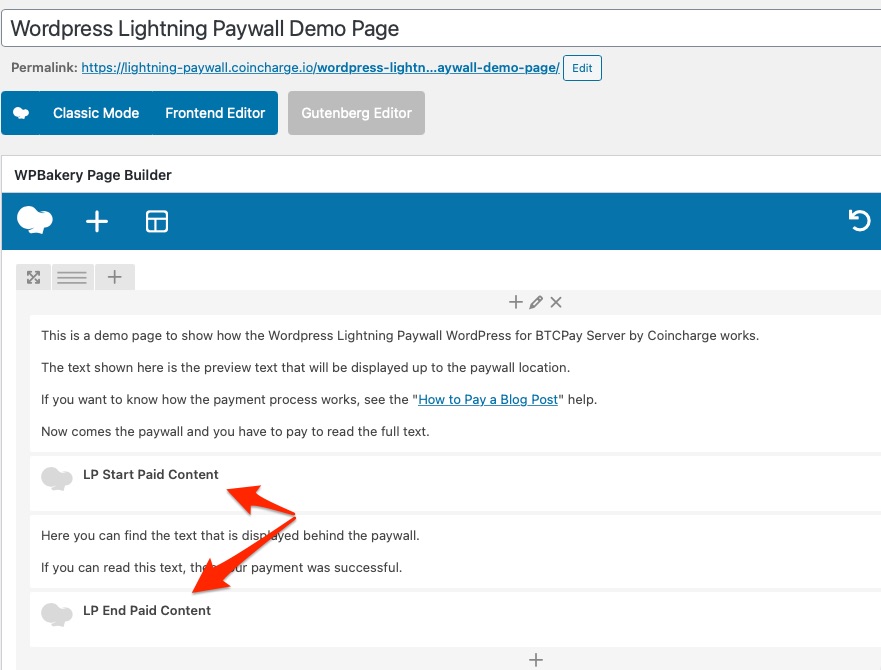 Wordpress Lightning Paywall Demo Page
Permalink: https://lightning-paywall.coincharge.io/wordpress-lightn...aywall-demo-page/ Edit
Classic Mode Frontend Editor Gutenberg Editor
WPBakery Page Builder
This is a demo page to show how the Wordpress Lightning Paywall WordPress for BTCPay Server by Coincharge works.
The text shown here is the preview text that will be displayed up to the paywall location.
If you want to know how the payment process works, see the "How to Pay a Blog Post" help.
Now comes the paywall and you have to pay to read the full text.
LP Start Paid Content
Here you can find the text that is displayed behind the paywall.
If you can read this text, then your payment was successful.
LP End Paid Content